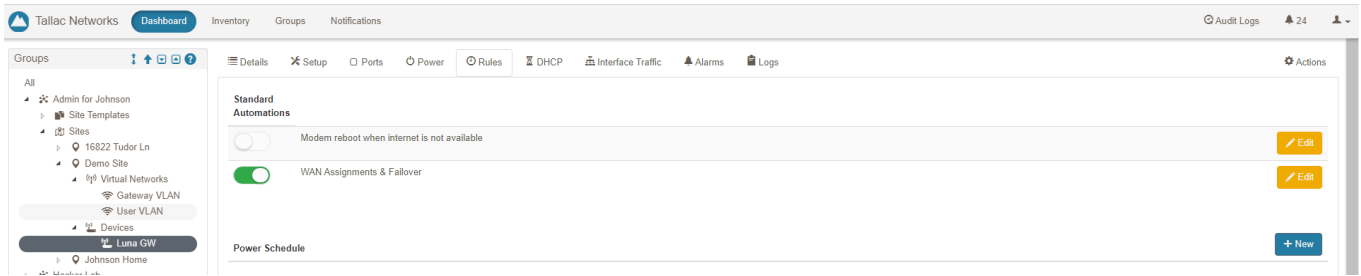 Tallac Networks Dashboard Inventory Groups Notifications Audit Logs 24
Groups
Details Setup Ports Power Rules DHCP Interface Traffic Alarms Logs Actions
All
Admin for Johnson
Site Templates
Sites
16822 Tudor Ln
Demo Site
Virtual Networks
Gateway VLAN
User VLAN
Devices
Luna GW
Johnson Home
Hacker Lab
Standard
Automations
Modem reboot when internet is not available Edit
WAN Assignments & Failover Edit
Power Schedule + New